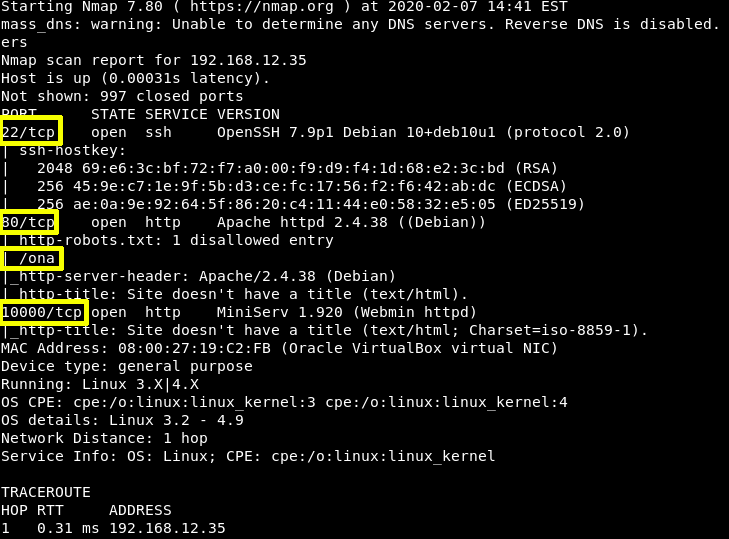 Starting Nmap 7.80 ( https://nmap.org ) at 2020-02-07 14:41 EST
mass_dns: warning: Unable to determine any DNS servers. Reverse DNS is disabled.
ers
Nmap scan report for 192.168.12.35
Host is up (0.00031s latency).
Not shown: 997 closed ports
PORT      STATE SERVICE VERSION
22/tcp    open  ssh     OpenSSH 7.9p1 Debian 10+deb10u1 (protocol 2.0)
| ssh-hostkey:
|   2048 69:e6:3c:bf:72:f7:a0:00:f9:d9:f4:1d:68:e2:3c:bd (RSA)
|   256 45:9e:c7:1e:9f:5b:d3:ce:fc:17:56:f2:f6:42:ab:dc (ECDSA)
|   256 ae:0a:9e:92:64:5f:86:20:c4:11:44:e0:58:32:e5:05 (ED25519)
80/tcp    open  http    Apache httpd 2.4.38 ((Debian))
| http-robots.txt: 1 disallowed entry
| /ona
|_http-server-header: Apache/2.4.38 (Debian)
|_http-title: Site doesn't have a title (text/html).
10000/tcp open  http    MiniServ 1.920 (Webmin httpd)
|_http-title: Site doesn't have a title (text/html; Charset=iso-8859-1).
MAC Address: 08:00:27:19:C2:FB (Oracle VirtualBox virtual NIC)
Device type: general purpose
Running: Linux 3.X|4.X
OS CPE: cpe:/o:linux:linux_kernel:3 cpe:/o:linux:linux_kernel:4
OS details: Linux 3.2 - 4.9
Network Distance: 1 hop
Service Info: OS: Linux; CPE: cpe:/o:linux:linux_kernel
TRACEROUTE
HOP RTT     ADDRESS
1   0.31 ms 192.168.12.35